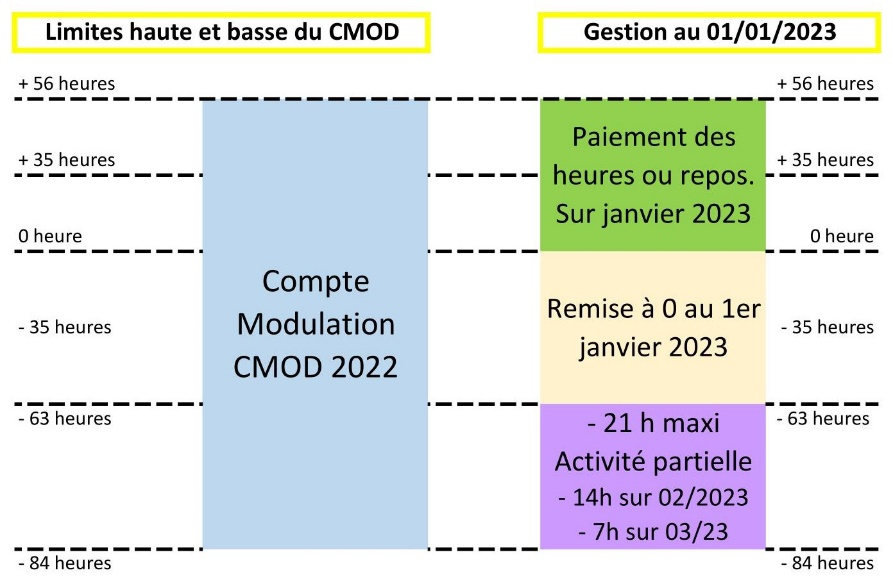 Limites haute et basse du CMOD
Gestion au 01/01/2023
+ 56 heures
+ 56 heures
+ 35 heures
+ 35 heures
0 heure
0 heure
- 35 heures
- 35 heures
- 63 heures
- 63 heures
- 84 heures
- 84 heures
Compte
Modulation
CMOD 2022
Paiement des
heures ou repos.
Sur janvier 2023
Remise à 0 au 1er
janvier 2023
- 21 h maxi
Activité partielle
- 14h sur 02/2023
- 7h sur 03/23